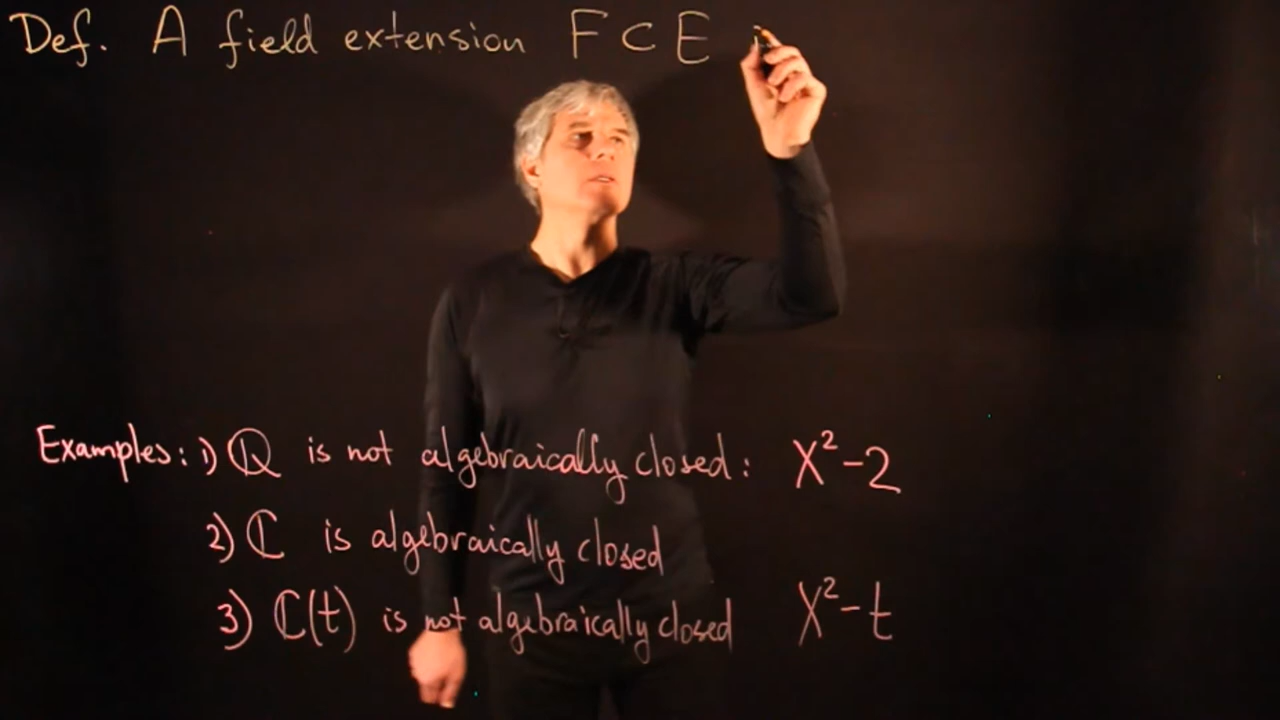 Def. A field extension F ⊂ E
Examples: 1) ℚ is not algebraically closed: X²-2
2) ℂ is algebraically closed
3) ℂ(t) is not algebraically closed X²-t